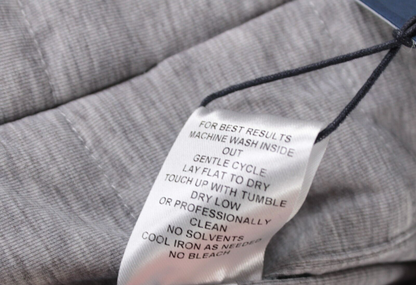 FOR BEST RESULTS
MACHINE WASH INSIDE
OUT
GENTLE CYCLE
LAY FLAT TO DRY
TOUCH UP WITH TUMBLE
DRY LOW
OR PROFESSIONALLY
CLEAN
NO SOLVENTS
COOL IRON AS NEEDED
NO BLEACH